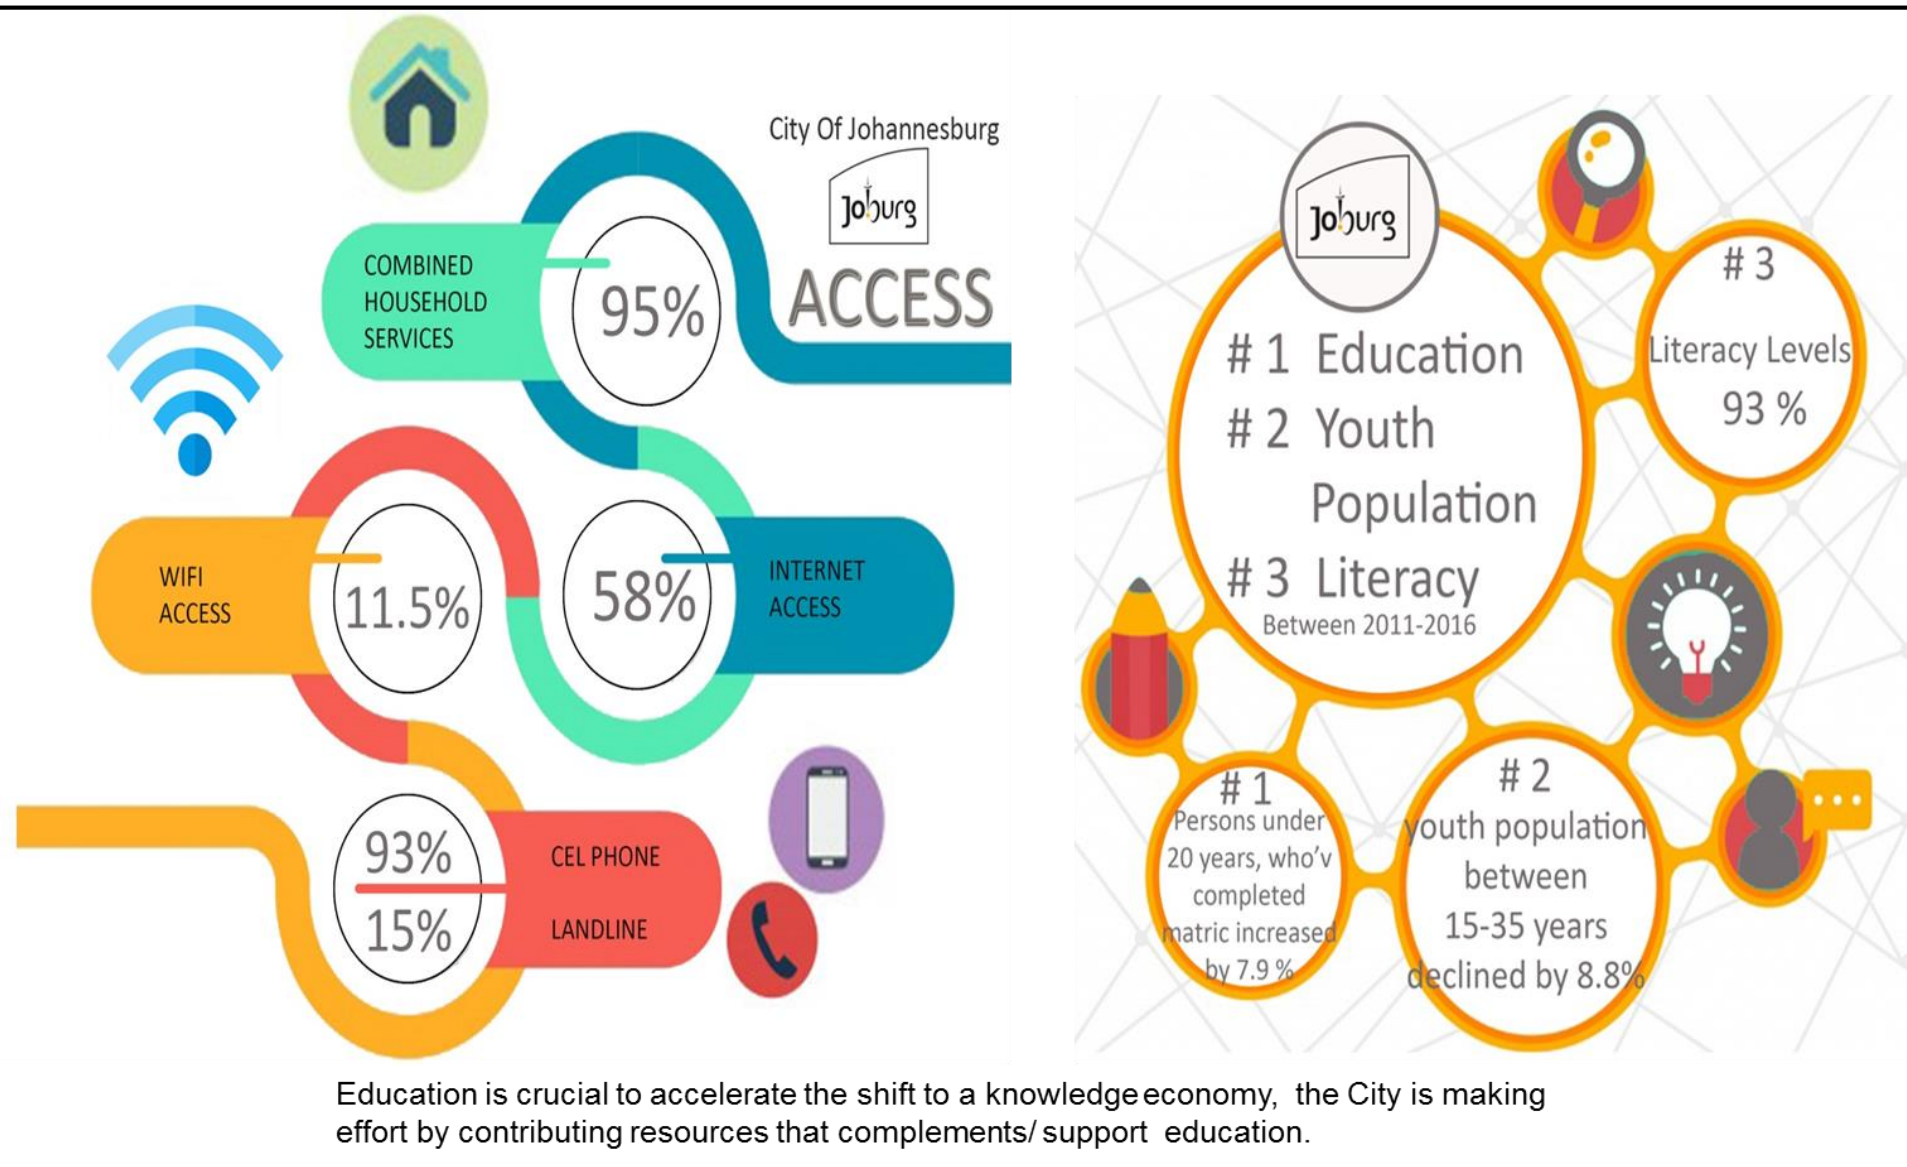 City Of Johannesburg
Joburg
ACCESS
COMBINED
HOUSEHOLD
SERVICES
95%
WIFI
ACCESS
11.5%
58%
INTERNET
ACCESS
93%
CEL PHONE
15%
LANDLINE
Joburg
# 1 Education
# 2 Youth
Population
# 3 Literacy
Between 2011-2016
# 3
Literacy Levels
93 %
# 1
Persons under
20 years, who'v
completed
matric increased
by 7.9 %
# 2
youth population
between
15-35 years
declined by 8.8%
Education is crucial to accelerate the shift to a knowledge economy, the City is making
effort by contributing resources that complements/ support education.